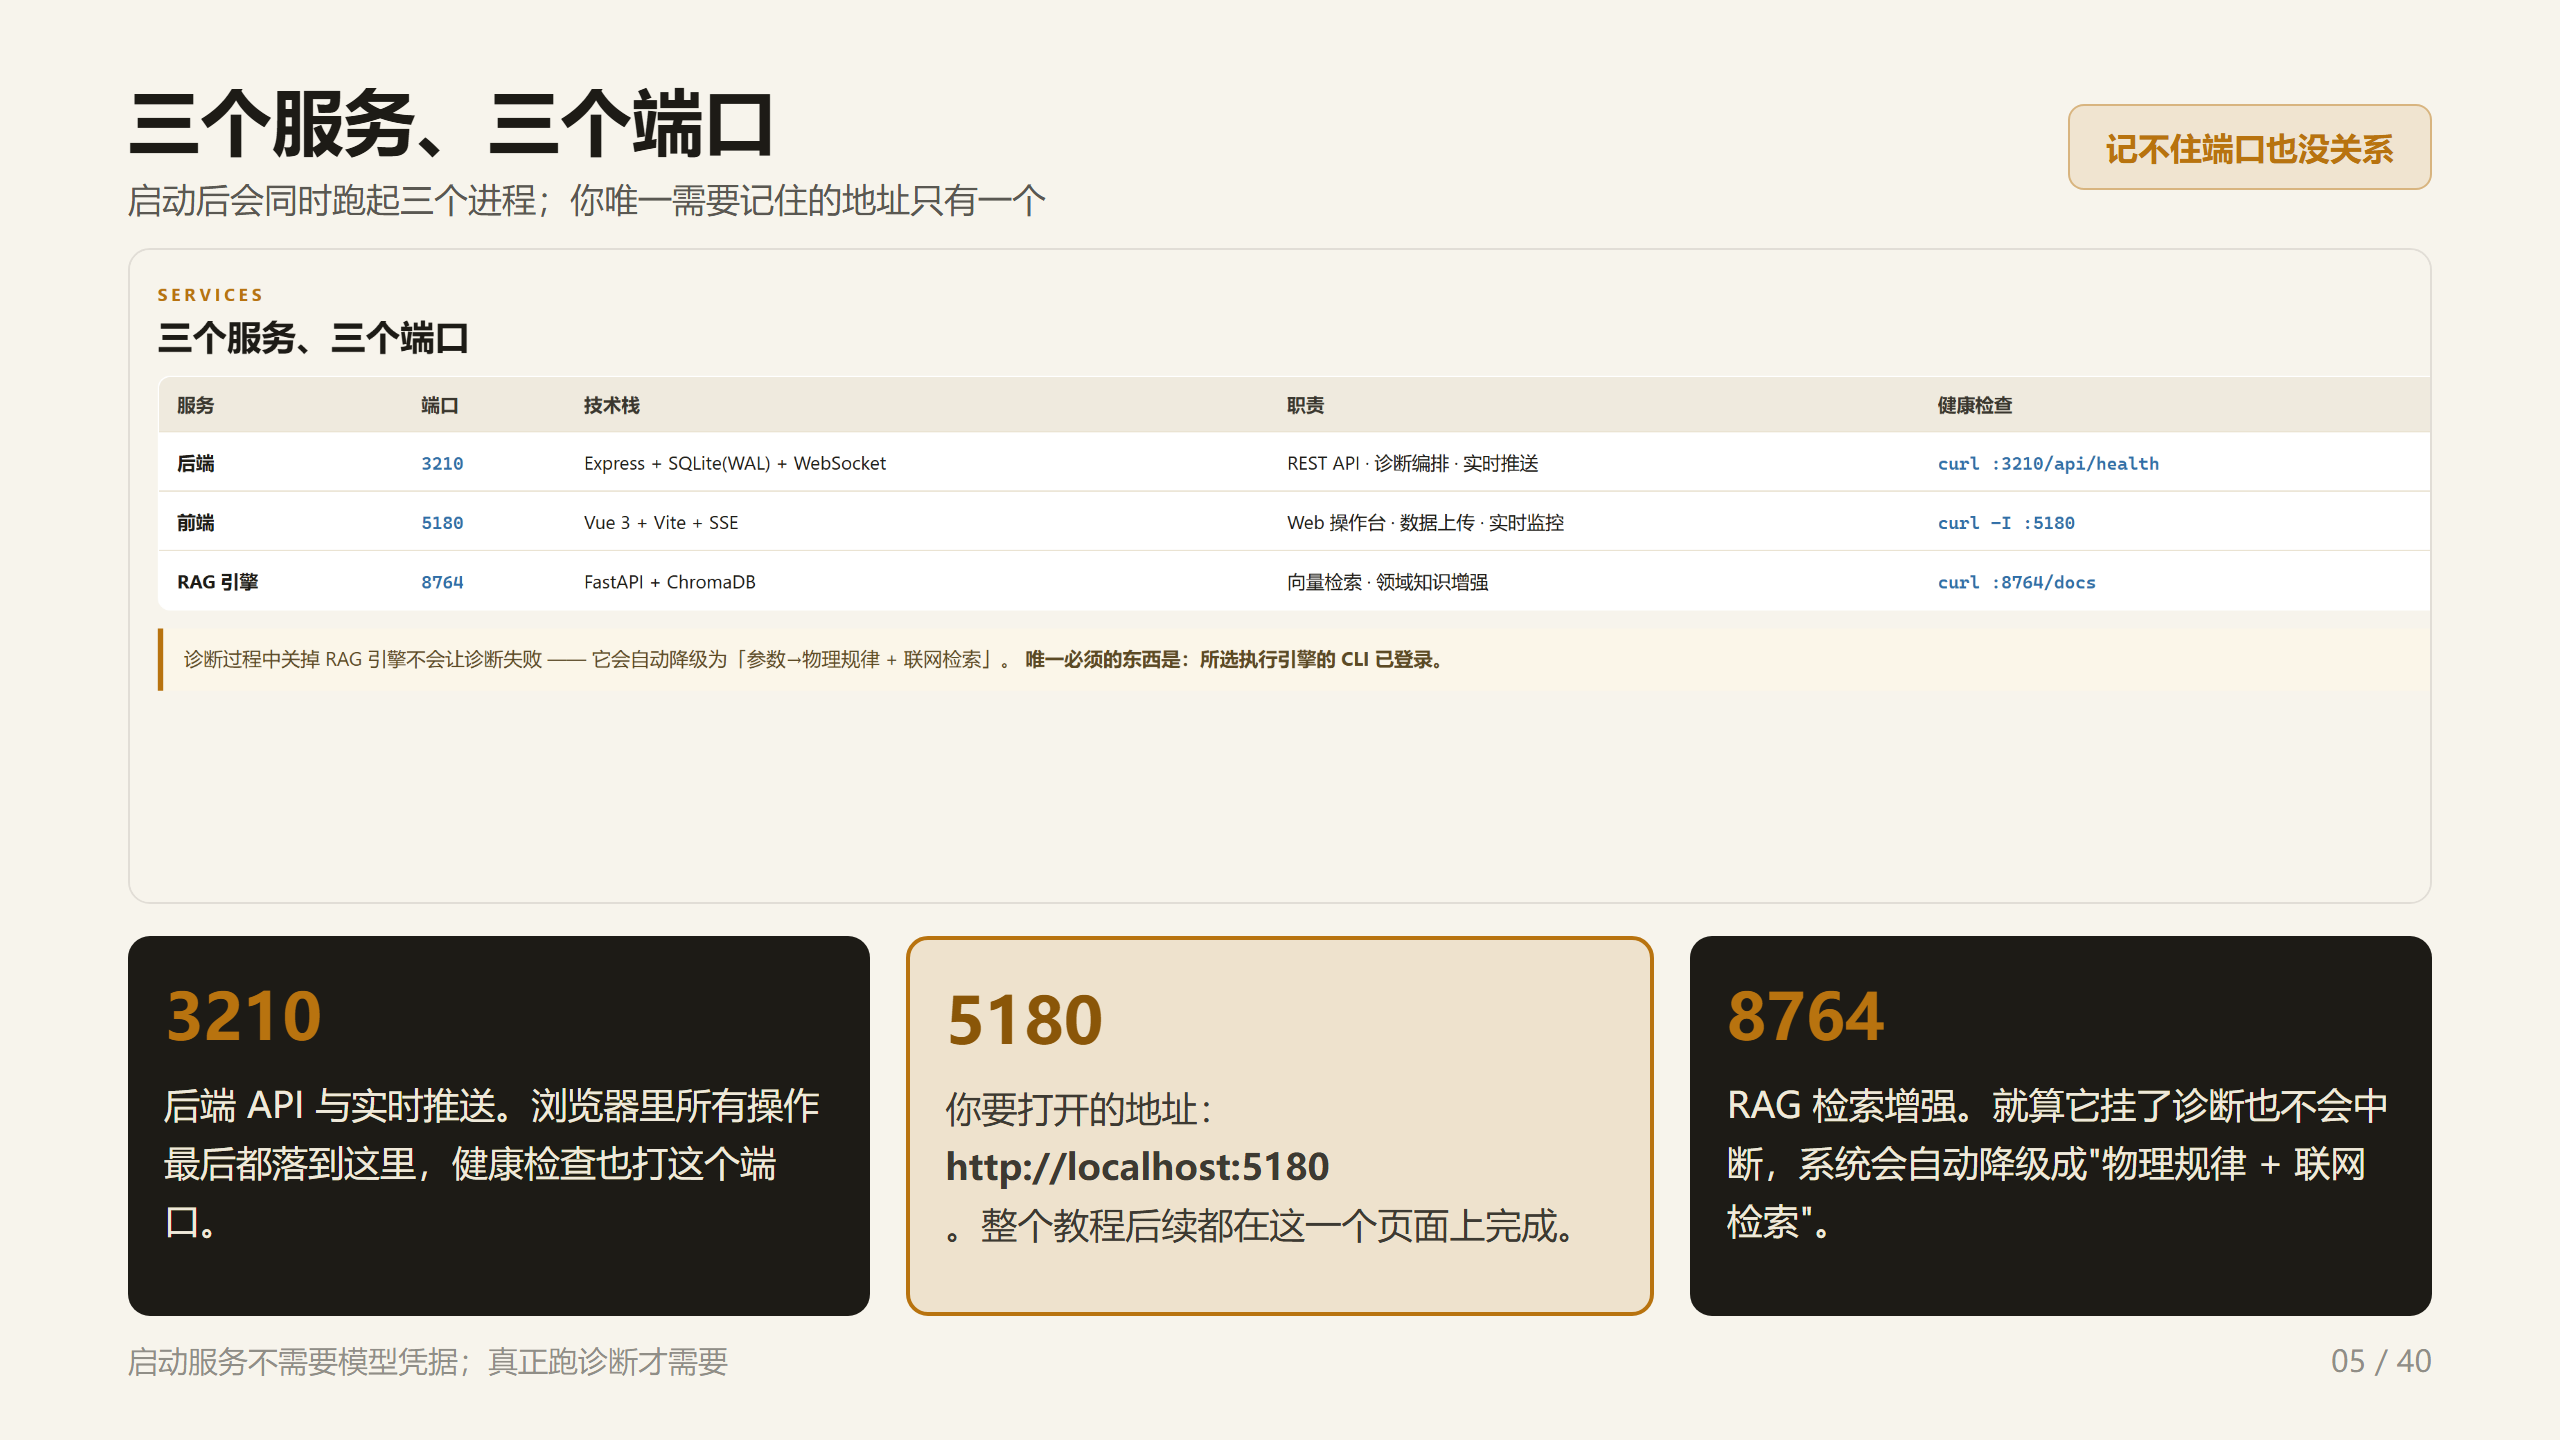 三个服务、三个端口
记不住端口也没关系
启动后会同时跑起三个进程；你唯一需要记住的地址只有一个
SERVICES
三个服务、三个端口
服务 端口 技术栈 职责 健康检查
后端 3210 Express + SQLite(WAL) + WebSocket REST API · 诊断编排 · 实时推送 curl :3210/api/health
前端 5180 Vue 3 + Vite + SSE Web 操作台 · 数据上传 · 实时监控 curl -I :5180
RAG 引擎 8764 FastAPI + ChromaDB 向量检索 · 领域知识增强 curl :8764/docs
诊断过程中关掉 RAG 引擎不会让诊断失败 —— 它会自动降级为「参数→物理规律 + 联网检索」。 唯一必须的东西是：所选执行引擎的 CLI 已登录。
3210
后端 API 与实时推送。浏览器里所有操作
最后都落到这里，健康检查也打这个端
口。
5180
你要打开的地址：
http://localhost:5180
。整个教程后续都在这一个页面上完成。
8764
RAG 检索增强。就算它挂了诊断也不会中
断，系统会自动降级成"物理规律 + 联网
检索"。
启动服务不需要模型凭据；真正跑诊断才需要
05 / 40